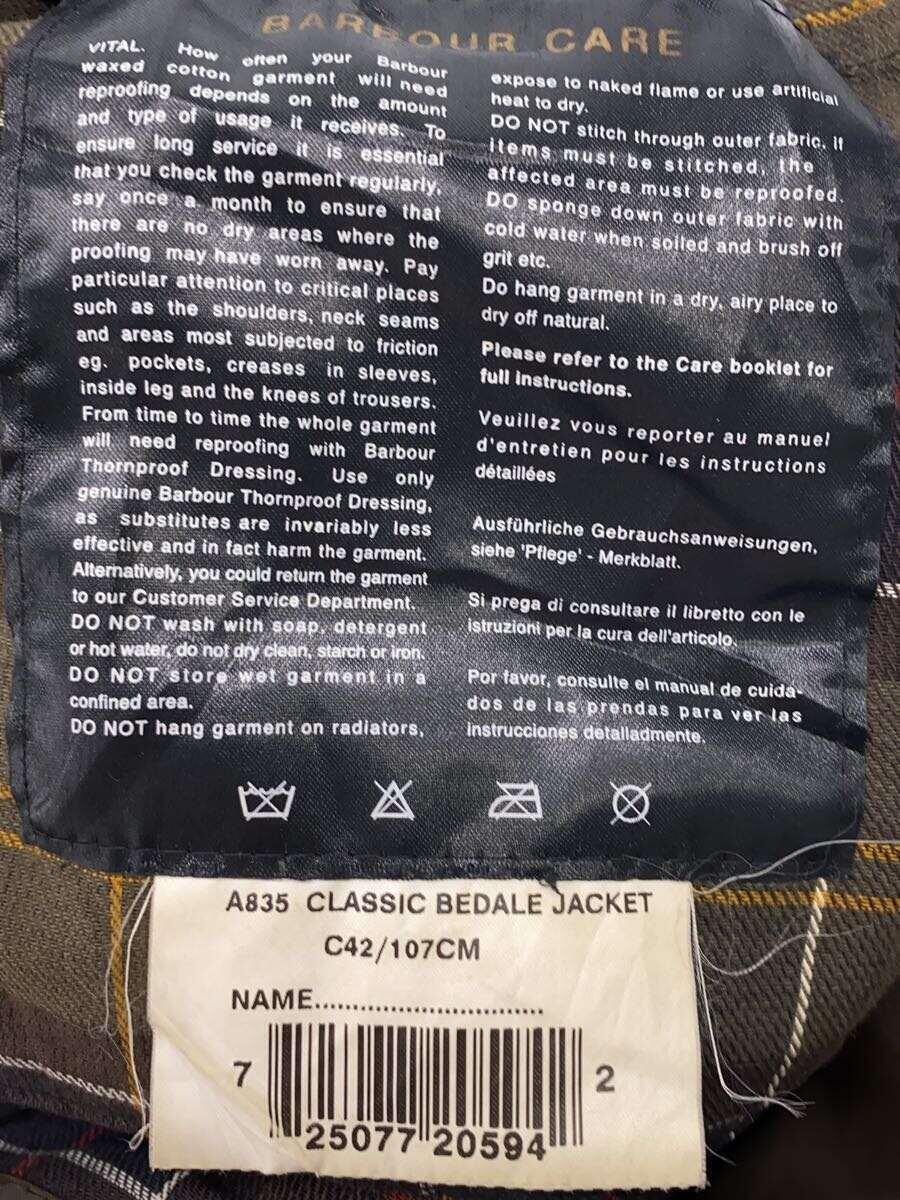 BARBOUR CARE
VITAL. How often your Barbour
waxed cotton garment will need
reproofing depends on the amount
and type of usage it receives. To
ensure long service it is essential
that you check the garment regularly,
say once a month to ensure that
there are no dry areas where the
proofing may have worn away. Pay
particular attention to critical places
such as the shoulders, neck seams
and areas most subjected to friction
eg. pockets, creases in sleeves,
inside leg and the knees of trousers.
From time to time the whole garment
will need reproofing with Barbour
Thornproof Dressing. Use only
genuine Barbour Thornproof Dressing,
as substitutes are invariably less
effective and in fact harm the garment.
Alternatively, you could return the garment
to our Customer Service Department.
DO NOT wash with soap, detergent
or hot water, do not dry clean, starch or iron.
DO NOT store wet garment in a
confined area.
DO NOT hang garment on radiators,
expose to naked flame or use artificial
heat to dry.
DO NOT stitch through outer fabric, if
items must be stitched, the
affected area must be reproofed.
DO sponge down outer fabric with
cold water when soiled and brush off
grit etc.
Do hang garment in a dry, airy place to
dry off natural.
Please refer to the Care booklet for
full instructions.
Veuillez vous reporter au manuel
d'entretien pour les instructions
détaillées
Ausführliche Gebrauchsanweisungen,
siehe 'Pflege' - Merkblatt.
Si prega di consultare il libretto con le
istruzioni per la cura dell'articolo.
Por favor, consulte el manual de cuida-
dos de las prendas para ver las
instrucciones detalladmente.
A835 CLASSIC BEDALE JACKET
C42/107CM
NAME...............................
7 25077 20594 2